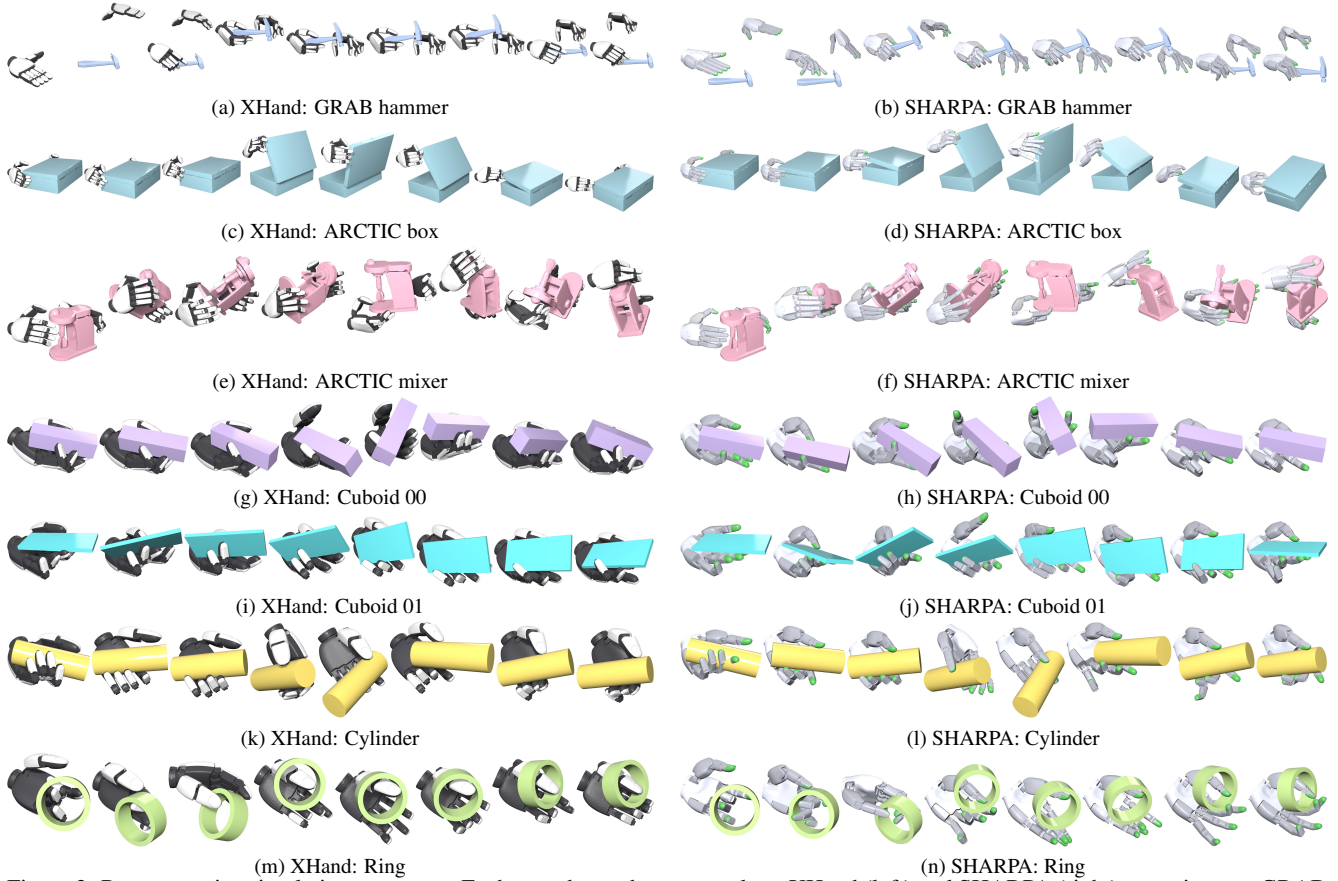 (a) XHand: GRAB hammer
(b) SHARPA: GRAB hammer
(c) XHand: ARCTIC box
(d) SHARPA: ARCTIC box
(e) XHand: ARCTIC mixer
(f) SHARPA: ARCTIC mixer
(g) XHand: Cuboid 00
(h) SHARPA: Cuboid 00
(i) XHand: Cuboid 01
(j) SHARPA: Cuboid 01
(k) XHand: Cylinder
(l) SHARPA: Cylinder
(m) XHand: Ring
(n) SHARPA: Ring